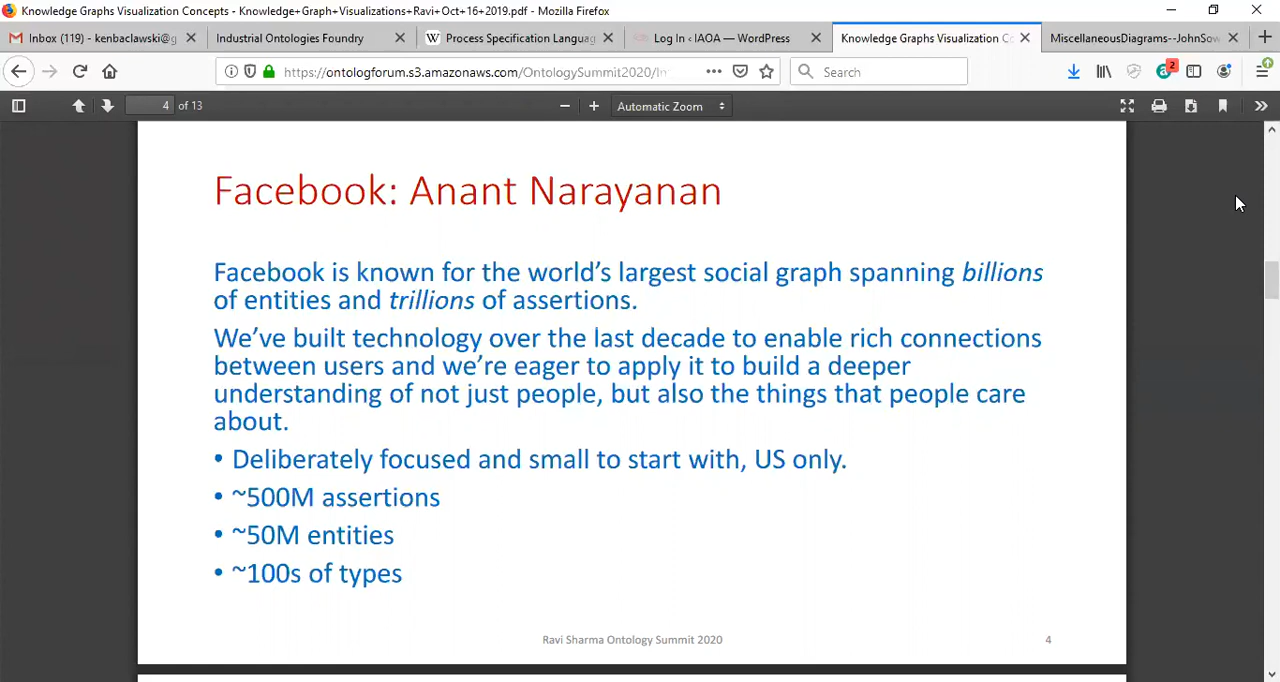 Knowledge Graphs Visualization Concepts - Knowledge+Graph+Visualizations+Ravi+Oct+16+2019.pdf - Mozilla Firefox
Inbox (119) - kenbaclawski@g
Industrial Ontologies Foundry
Process Specification Languag
Log In ‹ IAOA — WordPress
Knowledge Graphs Visualization Co
MiscellaneousDiagrams--JohnSow
https://ontologforum.s3.amazonaws.com/OntologySummit2020/In
Search
2
4 of 13
Automatic Zoom
Facebook: Anant Narayanan
Facebook is known for the world's largest social graph spanning billions
of entities and trillions of assertions.
We've built technology over the last decade to enable rich connections
between users and we're eager to apply it to build a deeper
understanding of not just people, but also the things that people care
about.
• Deliberately focused and small to start with, US only.
• ~500M assertions
• ~50M entities
• ~100s of types
Ravi Sharma Ontology Summit 2020
4